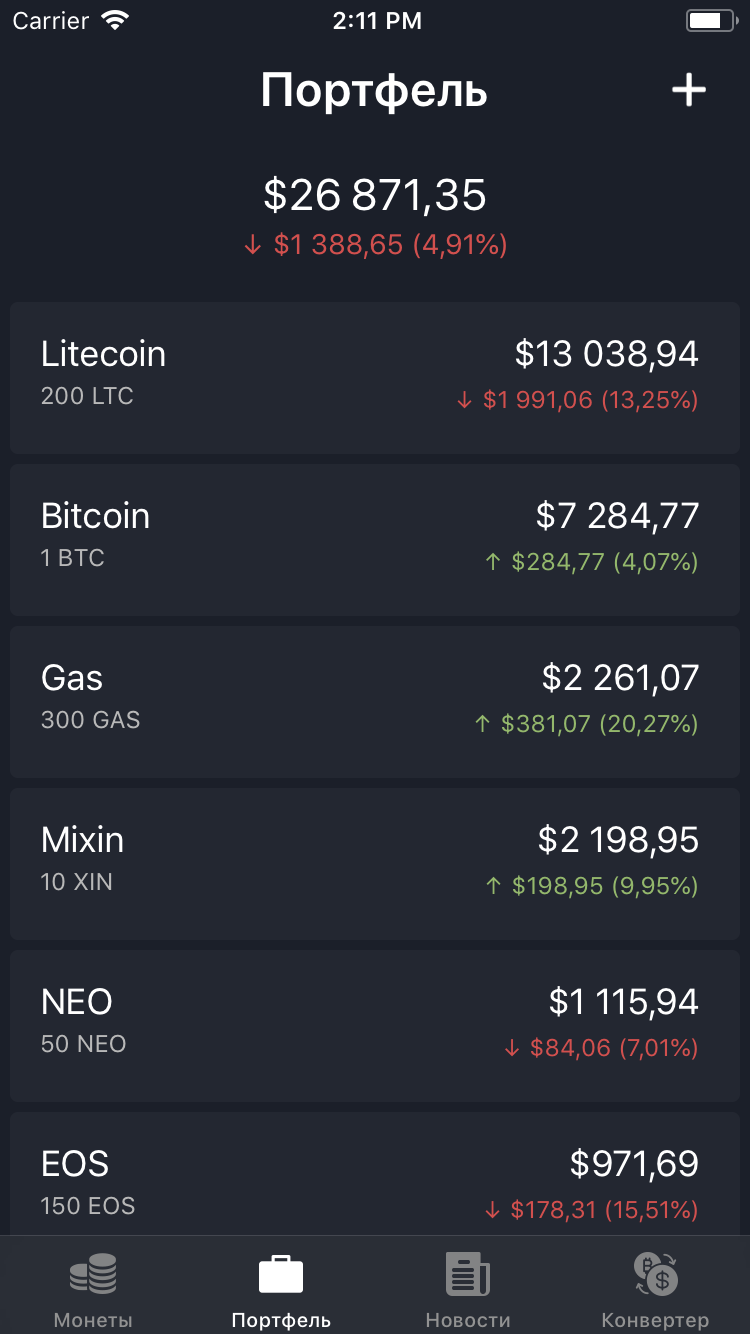 Carrier 2:11 PM
Портфель
$26 871,35
↓ $1 388,65 (4,91%)
Litecoin $13 038,94
200 LTC ↓ $1 991,06 (13,25%)
Bitcoin $7 284,77
1 BTC ↑ $284,77 (4,07%)
Gas $2 261,07
300 GAS ↑ $381,07 (20,27%)
Mixin $2 198,95
10 XIN ↑ $198,95 (9,95%)
NEO $1 115,94
50 NEO ↓ $84,06 (7,01%)
EOS $971,69
150 EOS ↓ $178,31 (15,51%)
Монеты Портфель Новости Конвертер